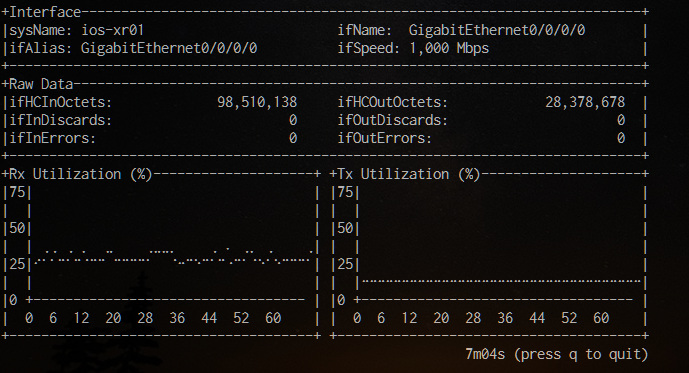 Interface
sysName: ios-xr01 ifName: GigabitEthernet0/0/0/0
ifAlias: GigabitEthernet0/0/0/0 ifSpeed: 1,000 Mbps
Raw Data
ifHCInOctets: 98,510,138 ifHCOutOctets: 28,378,678
ifInDiscards: 0 ifOutDiscards: 0
ifInErrors: 0 ifOutErrors: 0
Rx Utilization (%) Tx Utilization (%)
75 75
50 50
25 25
0 0
0 6 12 20 28 36 44 52 60 0 6 12 20 28 36 44 52 60
7m04s (press q to quit)